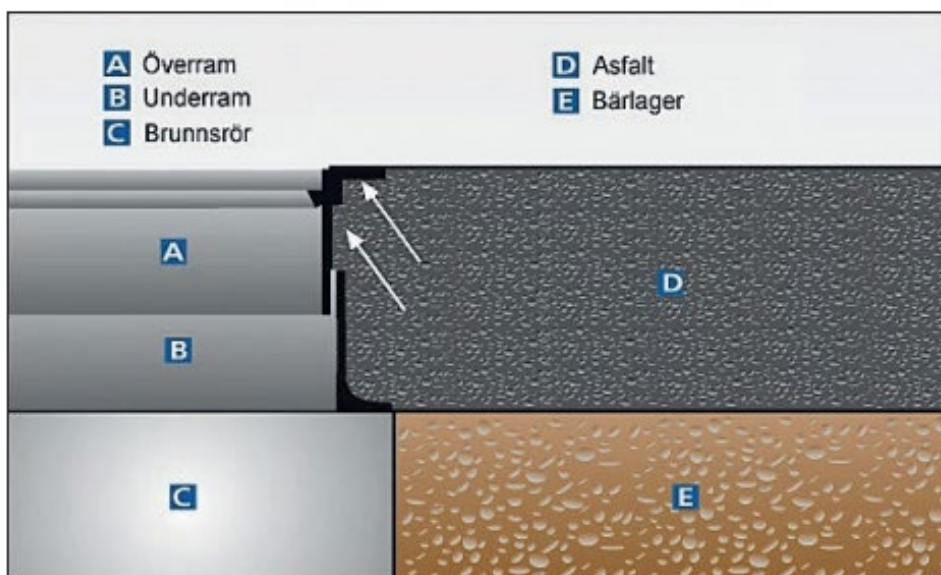 A Överram
B Underram
C Brunnsrör
D Asfalt
E Bärlager
A
B
C
D
E